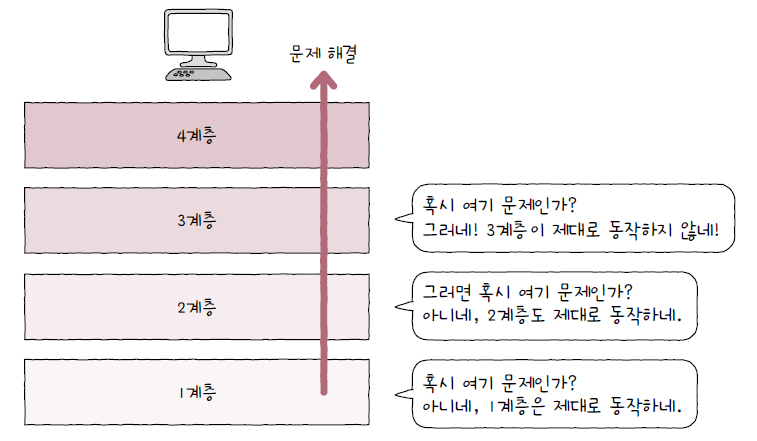 문제 해결
4계층
3계층
혹시 여기 문제인가?
그러네! 3계층이 제대로 동작하지 않네!
2계층
그러면 혹시 여기 문제인가?
아니네, 2계층도 제대로 동작하네.
1계층
혹시 여기 문제인가?
아니네, 1계층은 제대로 동작하네.